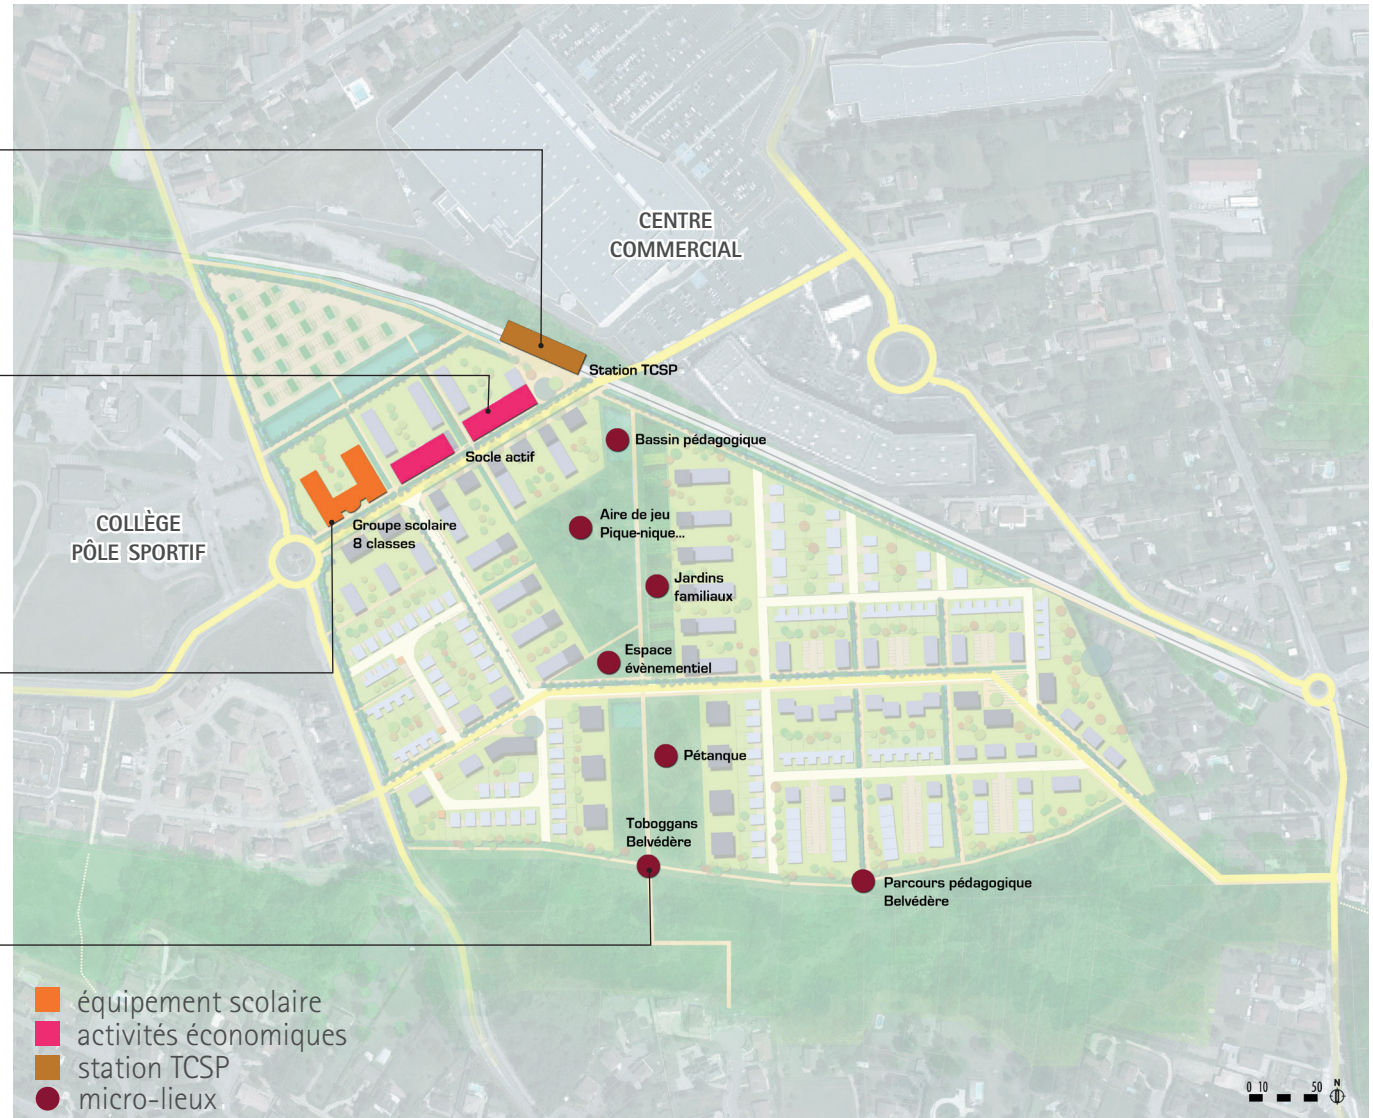 CENTRE
COMMERCIAL
Station TCSP
Bassin pédagogique
Socle actif
Aire de jeu
Pique-nique...
Groupe scolaire
8 classes
COLLÈGE
PÔLE SPORTIF
Jardins
familiaux
Espace
évènementiel
Pétanque
Toboggans
Belvédère
Parcours pédagogique
Belvédère
équipement scolaire
activités économiques
station TCSP
micro-lieux
0 10 50 N